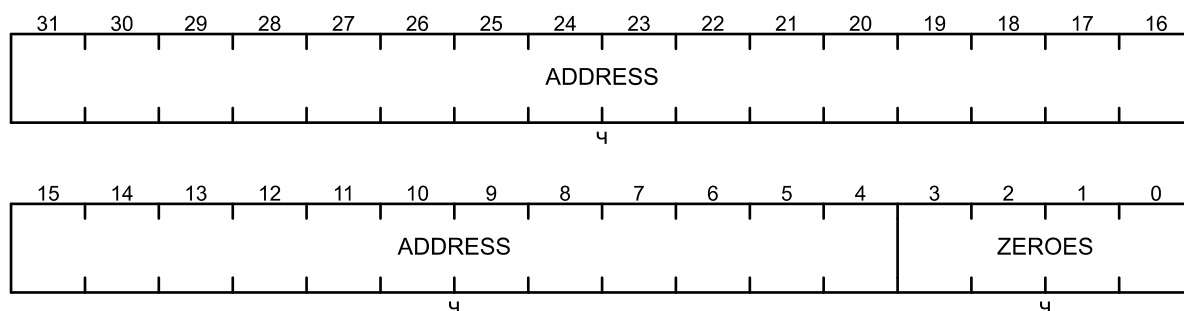 31 30 29 28 27 26 25 24 23 22 21 20 19 18 17 16
ADDRESS
ч
15 14 13 12 11 10 9 8 7 6 5 4 3 2 1 0
ADDRESS ZEROES
ч ч